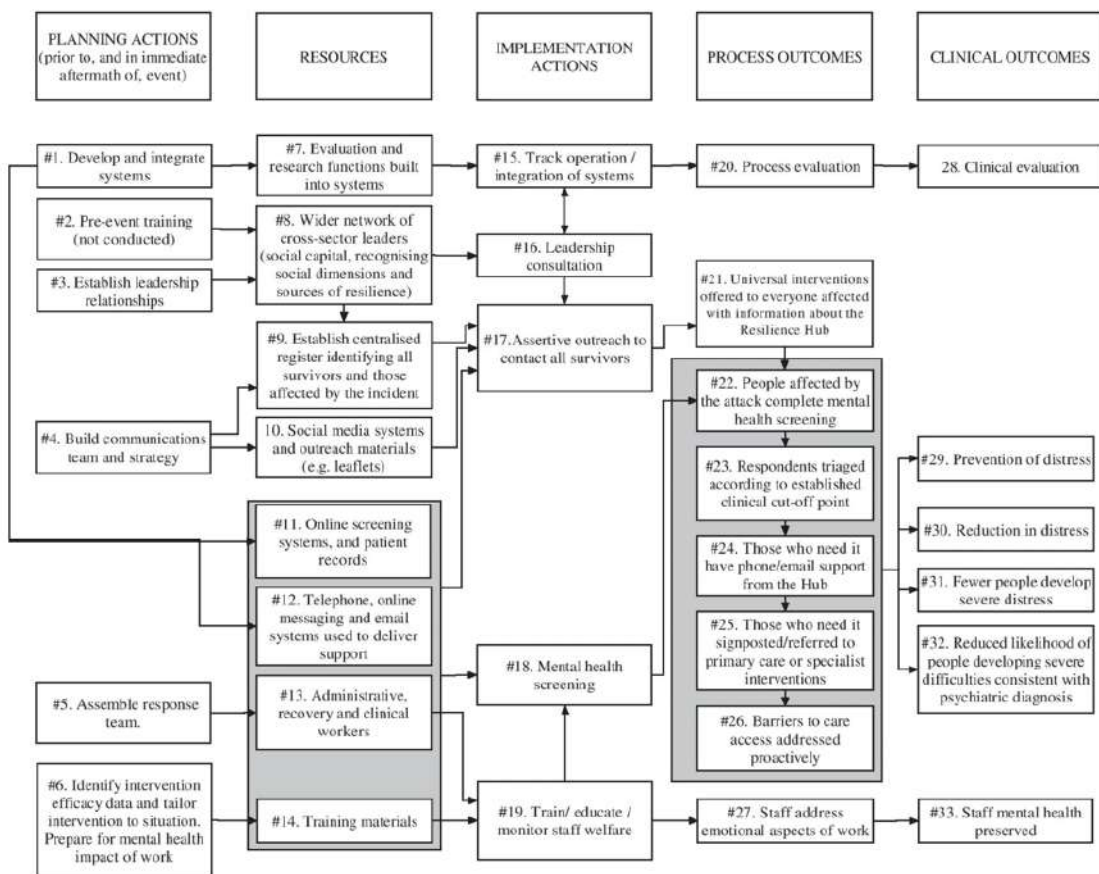 PLANNING ACTIONS
(prior to, and in immediate
aftermath of, event)
RESOURCES
IMPLEMENTATION
ACTIONS
PROCESS OUTCOMES
CLINICAL OUTCOMES
#1. Develop and integrate
systems
#2. Pre-event training
(not conducted)
#3. Establish leadership
relationships
#4. Build communications
team and strategy
#5. Assemble response
team.
#6. Identify intervention
efficacy data and tailor
intervention to situation.
Prepare for mental health
impact of work
#7. Evaluation and
research functions built
into systems
#8. Wider network of
cross-sector leaders
(social capital, recognising
social dimensions and
sources of resilience)
#9. Establish centralised
register identifying all
survivors and those
affected by the incident
10. Social media systems
and outreach materials
(e.g. leaflets)
#11. Online screening
systems, and patient
records
#12. Telephone, online
messaging and email
systems used to deliver
support
#13. Administrative,
recovery and clinical
workers
#14. Training materials
#15. Track operation /
integration of systems
#16. Leadership
consultation
#17.Assertive outreach to
contact all survivors
#18. Mental health
screening
#19. Train/ educate /
monitor staff welfare
#20. Process evaluation
#21. Universal interventions
offered to everyone affected
with information about the
Resilience Hub
#22. People affected by
the attack complete mental
health screening
#23. Respondents triaged
according to established
clinical cut-off point
#24. Those who need it
have phone/email support
from the Hub
#25. Those who need it
signposted/referred to
primary care or specialist
interventions
#26. Barriers to care
access addressed
proactively
#27. Staff address
emotional aspects of work
28. Clinical evaluation
#29. Prevention of distress
#30. Reduction in distress
#31. Fewer people develop
severe distress
#32. Reduced likelihood of
people developing severe
difficulties consistent with
psychiatric diagnosis
#33. Staff mental health
preserved